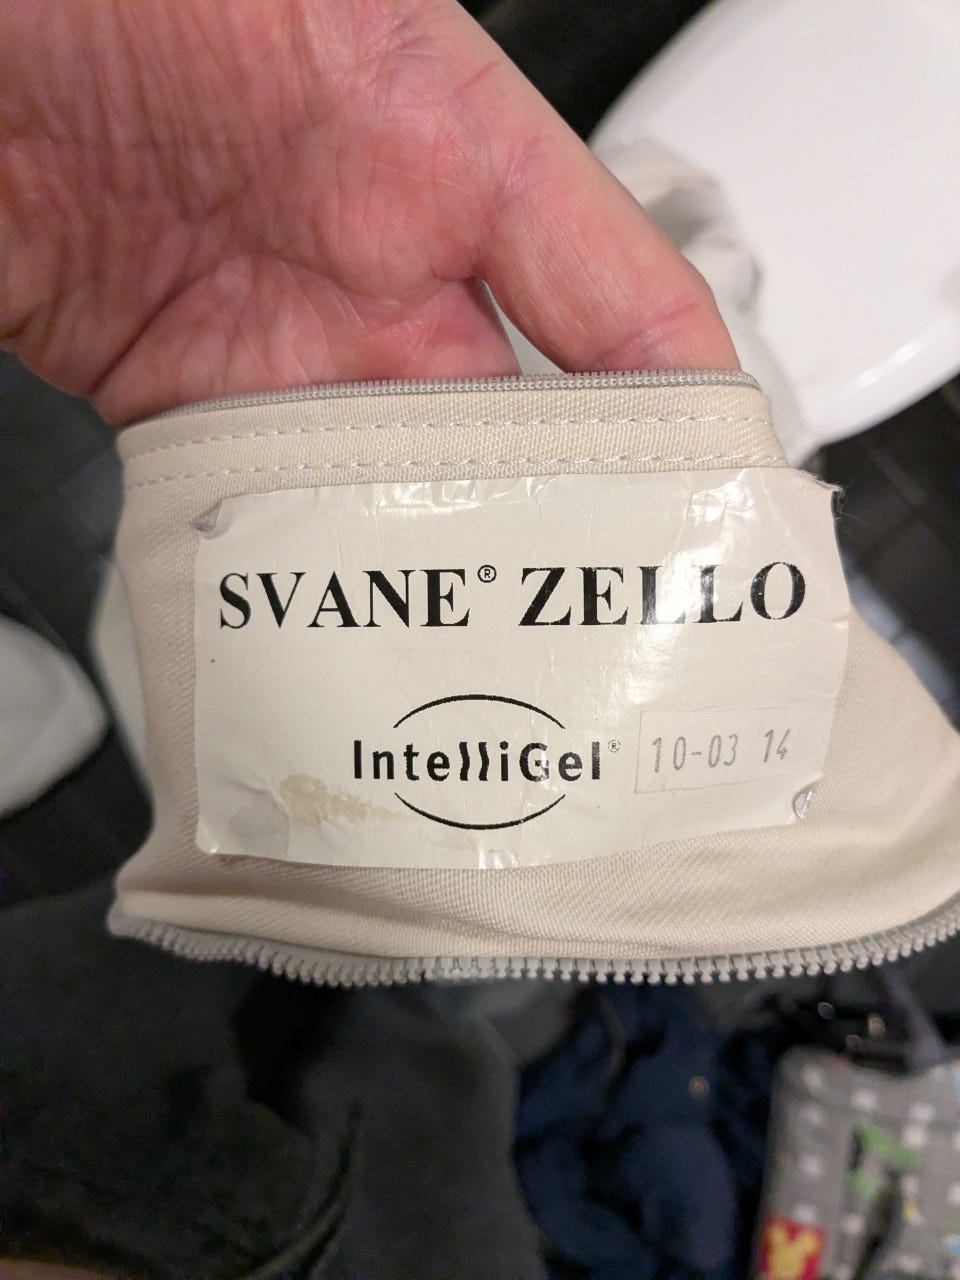 SVANE® ZELLO
IntelliGel®
10-03 14